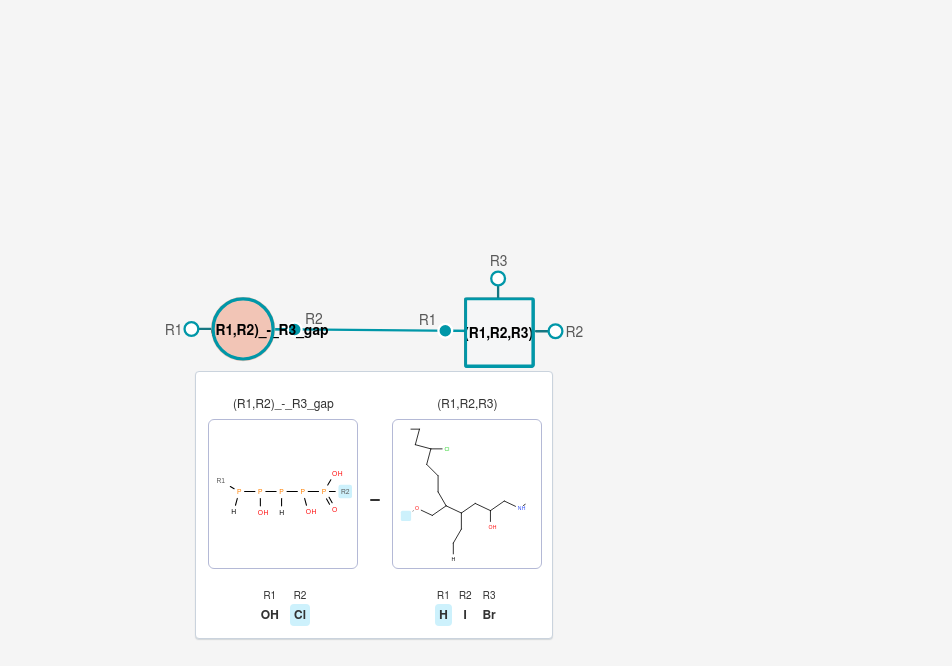 R3
R1
R1,R2)_-_R3_gap
R2
R1
(R1,R2,R3)
R2
(R1,R2)_-_R3_gap
(R1,R2,R3)
R1
P
P
P
P
P
OH
R2
H
OH
H
OH
O
–
Cl
O
OH
H
R1
R2
OH
Cl
R1
R2
R3
H
I
Br